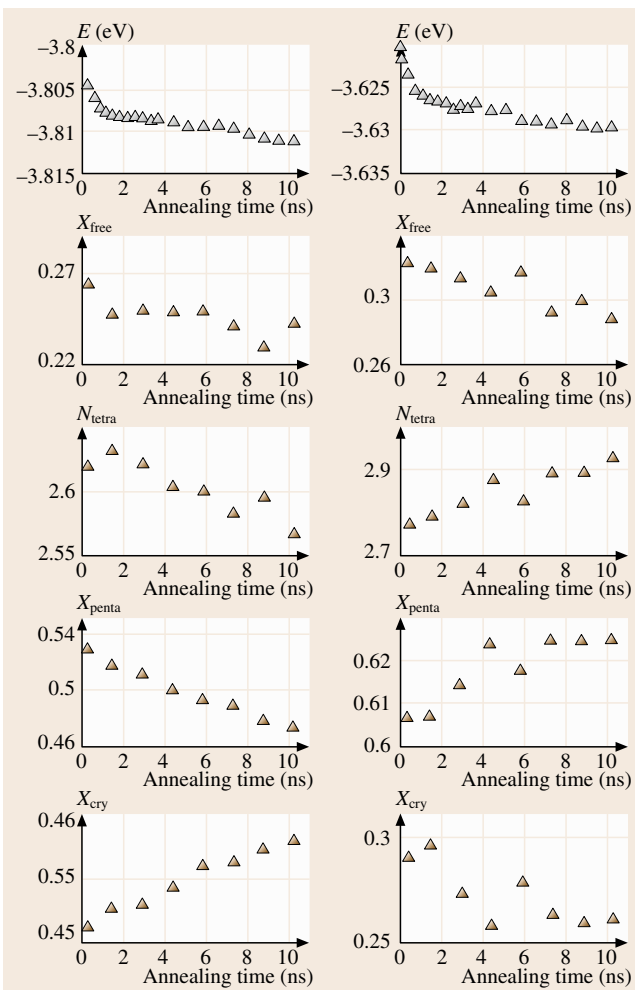 E (eV)
−3.8
−3.805
−3.81
−3.815
0 2 4 6 8 10
Annealing time (ns)
E (eV)
−3.625
−3.63
−3.635
0 2 4 6 8 10
Annealing time (ns)
Xfree
0.27
0.22
0 2 4 6 8 10
Annealing time (ns)
Xfree
0.3
0.26
0 2 4 6 8 10
Annealing time (ns)
Ntetra
2.6
2.55
0 2 4 6 8 10
Annealing time (ns)
Ntetra
2.9
2.7
0 2 4 6 8 10
Annealing time (ns)
Xpenta
0.54
0.5
0.46
0 2 4 6 8 10
Annealing time (ns)
Xpenta
0.62
0.61
0.6
0 2 4 6 8 10
Annealing time (ns)
Xcry
0.46
0.55
0.45
0 2 4 6 8 10
Annealing time (ns)
Xcry
0.3
0.25
0 2 4 6 8 10
Annealing time (ns)